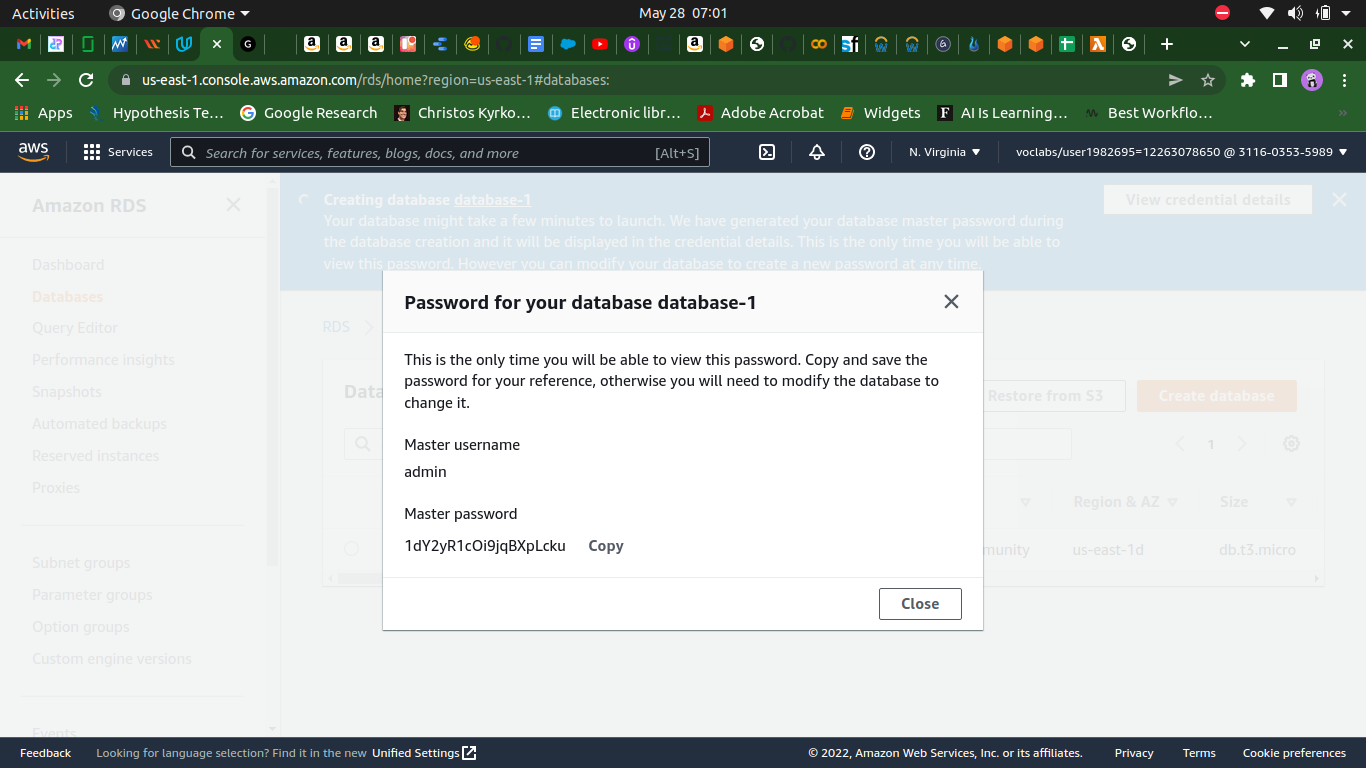 Activities
Google Chrome
May 28 07:01
us-east-1.console.aws.amazon.com/rds/home?region=us-east-1#databases:
Apps
Hypothesis Te…
Google Research
Christos Kyrko…
Electronic libr…
Adobe Acrobat
Widgets
AI Is Learning…
Best Workflo…
»
aws
Services
Search for services, features, blogs, docs, and more
[Alt+S]
N. Virginia
voclabs/user1982695=12263078650 @ 3116-0353-5989
Amazon RDS
Dashboard
Databases
Query Editor
Performance insights
Snapshots
Automated backups
Reserved instances
Proxies
Subnet groups
Parameter groups
Option groups
Custom engine versions
Events
Creating database database-1
Your database might take a few minutes to launch. We have generated your database master password during
the database creation and it will be displayed in the credential details. This is the only time you will be able to
view this password. However you can modify your database to create a new password at any time.
View credential details
RDS
Data
Restore from S3
Create database
1
Region & AZ
Size
munity
us-east-1d
db.t3.micro
Password for your database database-1
This is the only time you will be able to view this password. Copy and save the
password for your reference, otherwise you will need to modify the database to
change it.
Master username
admin
Master password
1dY2yR1cOi9jqBXpLcku
Copy
Close
Feedback
Looking for language selection? Find it in the new Unified Settings
© 2022, Amazon Web Services, Inc. or its affiliates.
Privacy
Terms
Cookie preferences